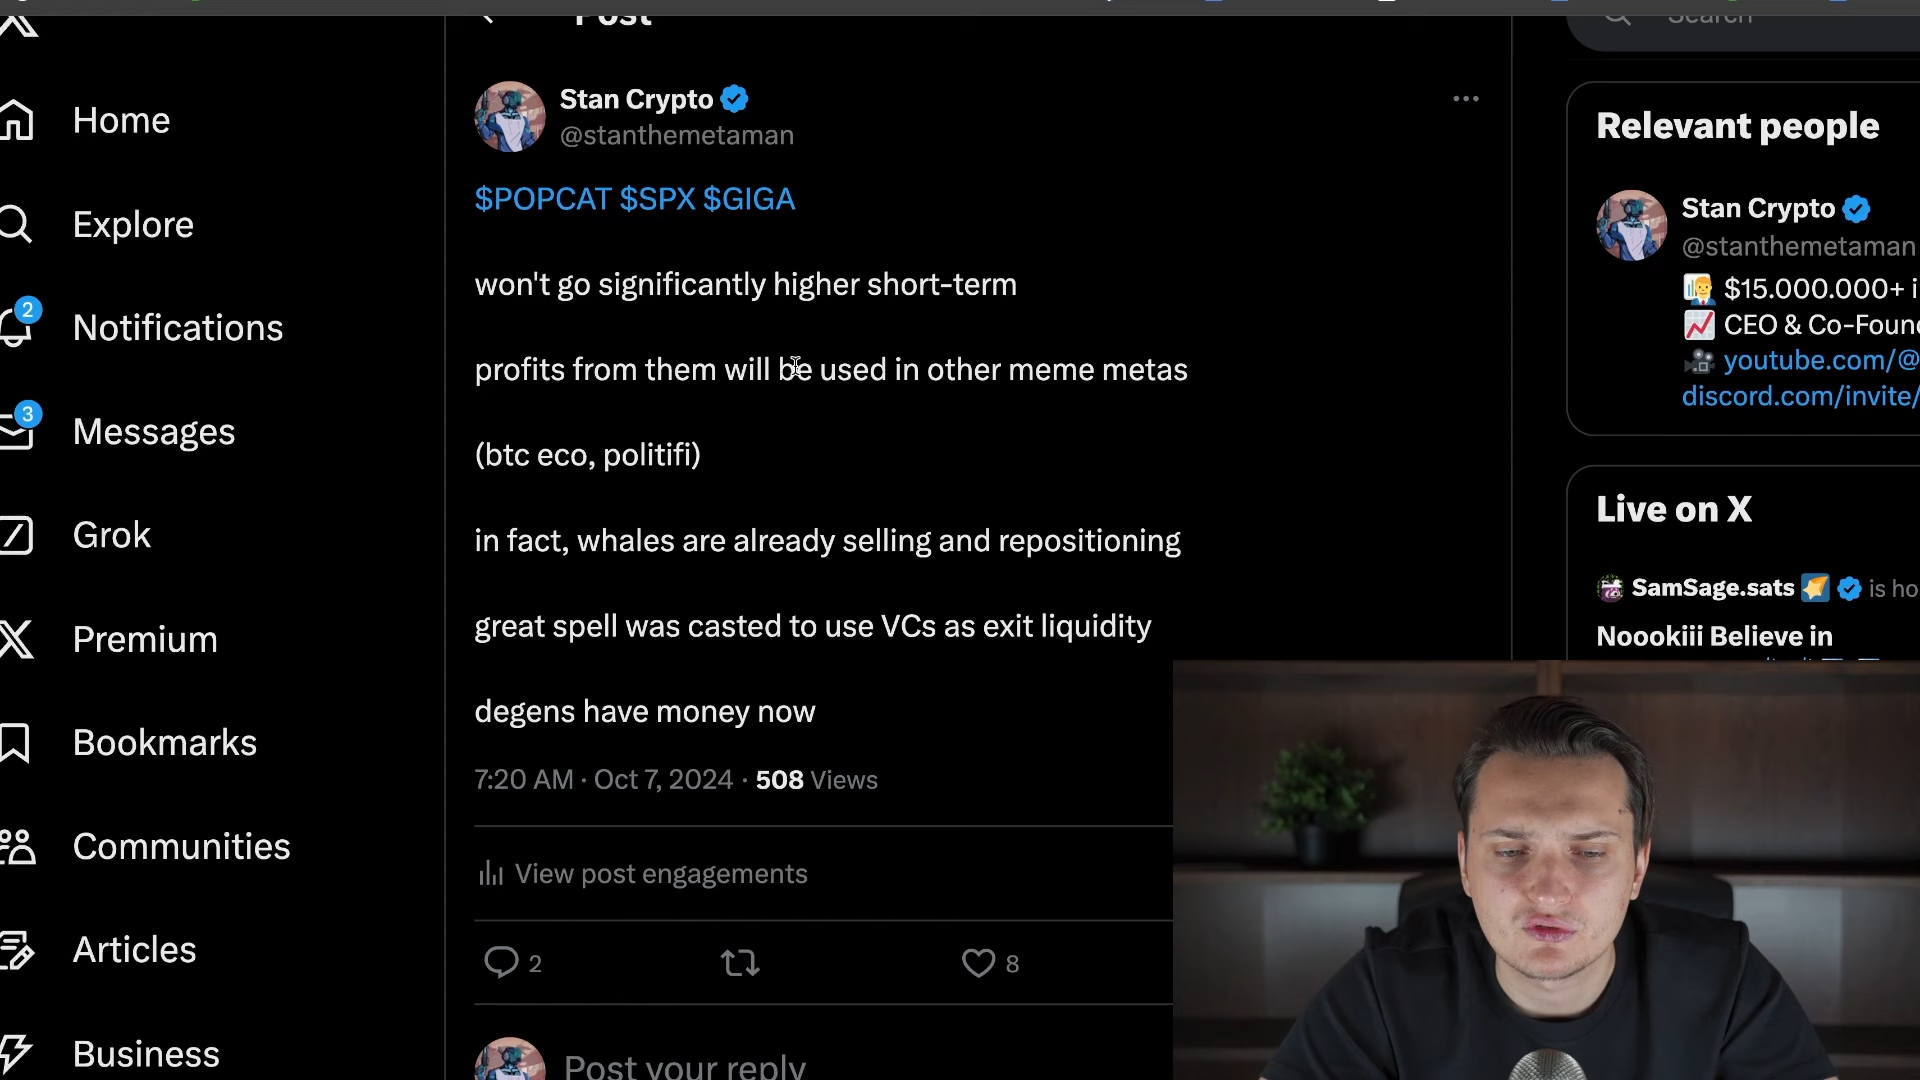 Post
Search
Home
Explore
2
Notifications
3
Messages
Grok
Premium
Bookmarks
Communities
Articles
Business
Stan Crypto
@stanthemetaman
$POPCAT $SPX $GIGA
won't go significantly higher short-term
profits from them will be used in other meme metas
(btc eco, politifi)
in fact, whales are already selling and repositioning
great spell was casted to use VCs as exit liquidity
degens have money now
7:20 AM · Oct 7, 2024 · 508 Views
View post engagements
2
8
Post your reply
Relevant people
Stan Crypto
@stanthemetaman
$15.000.000+ i
CEO & Co-Foun
youtube.com/@
discord.com/invite/
Live on X
SamSage.sats is ho
Noookiii Believe in